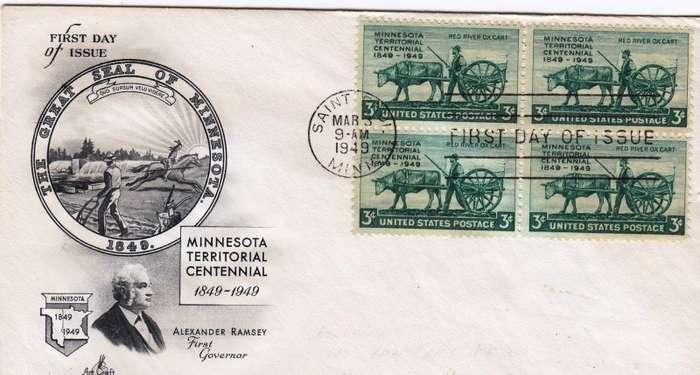 FIRST DAY
of ISSUE
THE GREAT SEAL OF MINNESOTA.
QUO SURSUM VELO VIDERE
1849.
MINNESOTA
TERRITORIAL
CENTENNIAL
1849-1949
MINNESOTA
1849
1949
ALEXANDER RAMSEY
First
Governor
Art Craft
SAINT
MAR 3
9-AM
1949
MINN
FIRST DAY OF ISSUE
MINNESOTA
TERRITORIAL
CENTENNIAL
1849-1949
RED RIVER OX CART
3¢ UNITED STATES POSTAGE 3¢
MINNESOTA
TERRITORIAL
CENTENNIAL
1849-1949
RED RIVER OX CART
3¢ UNITED STATES POSTAGE 3¢
MINNESOTA
TERRITORIAL
CENTENNIAL
1849-1949
RED RIVER OX CART
3¢ UNITED STATES POSTAGE 3¢
MINNESOTA
TERRITORIAL
CENTENNIAL
1849-1949
RED RIVER OX CART
3¢ UNITED STATES POSTAGE 3¢